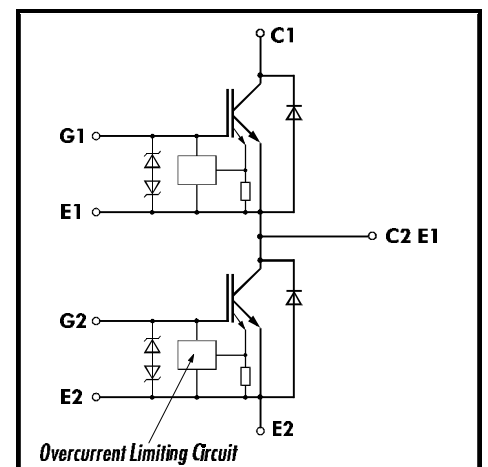 C1
G1
E1
C2 E1
G2
E2
E2
Overcurrent Limiting Circuit